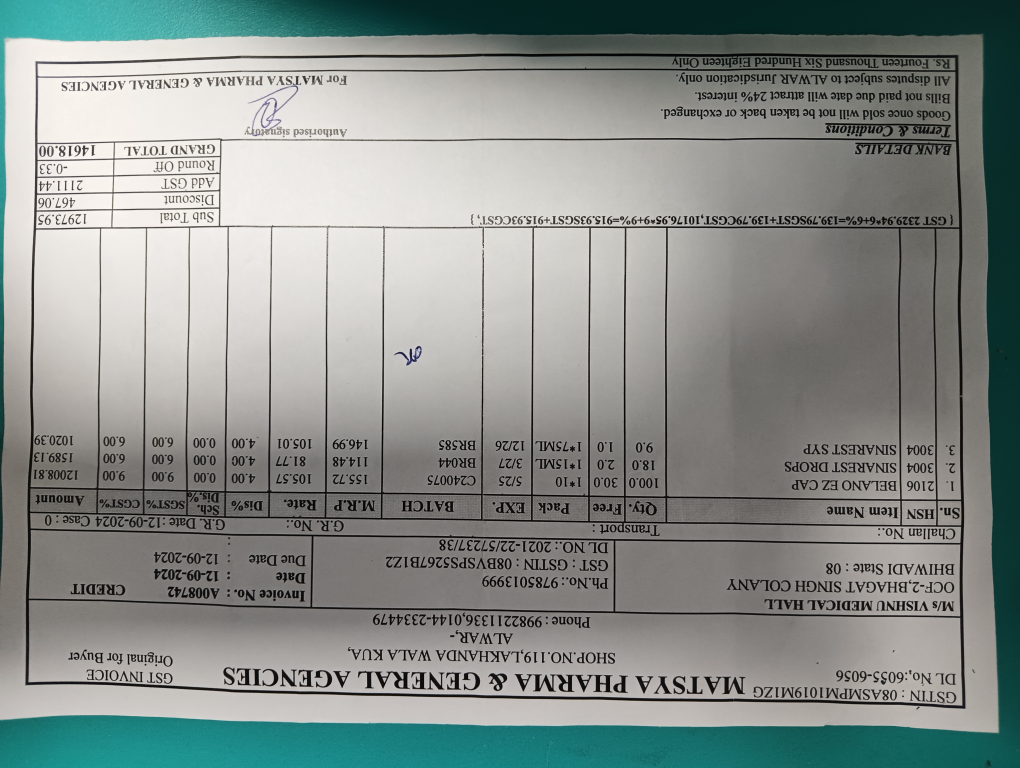 GSTIN : 08ASMPM1019M1ZG
DL No,:6055-6056
MATSYA PHARMA & GENERAL AGENCIES
GST INVOICE
Original for Buyer
SHOP.NO.119,LAKHANDA WALA KUA,
ALWAR,-
Phone : 9982211336,0144-2334479
M/s VISHNU MEDICAL HALL
OCF-2,BHAGAT SINGH COLANY
BHIWADI State : 08
Ph.No.: 9785013999
GST : GSTIN : 08BVSPS5267B1Z2
DL NO.: 2021-22/57237/38
Invoice No. : A008742 CREDIT
Date : 12-09-2024
Due Date : 12-09-2024
:
Challan No.: Transport : G.R. No.: G.R. Date :12-09-2024 Case : 0
Sn. HSN Item Name Qty. Free Pack EXP. BATCH M.R.P Rate. Dis% Sch. Dis.% SGST% CGST% Amount
1. 2106 BELANO EZ CAP 100.0 30.0 1*10 5/25 C240075 155.72 105.57 4.00 0.00 9.00 9.00 12008.81
2. 3004 SINAREST DROPS 18.0 2.0 1*15ML 3/27 BR044 114.48 81.77 4.00 0.00 6.00 6.00 1589.13
3. 3004 SINAREST SYP 9.0 1.0 1*75ML 12/26 BR585 146.99 105.01 4.00 0.00 6.00 6.00 1020.39
{ GST 2329.94*6+6%=139.79SGST+139.79CGST,10176.95*9+9%=915.93SGST+915.93CGST, }
Sub Total 12973.95
Discount 467.06
Add GST 2111.44
Round Off -0.33
GRAND TOTAL 14618.00
BANK DETAILS
Terms & Conditions
Goods once sold will not be taken back or exchanged.
Bills not paid due date will attract 24% interest.
All disputes subject to ALWAR Jurisdication only.
Authorised signatory
For MATSYA PHARMA & GENERAL AGENCIES
Rs. Fourteen Thousand Six Hundred Eighteen Only